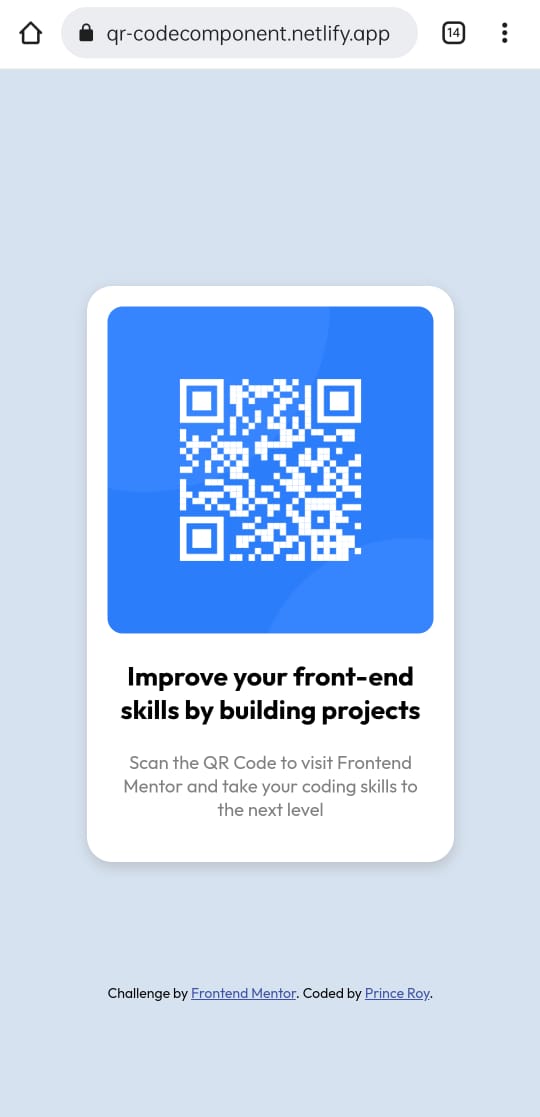 qr-codecomponent.netlify.app
14
Improve your front-end
skills by building projects
Scan the QR Code to visit Frontend
Mentor and take your coding skills to
the next level
Challenge by Frontend Mentor. Coded by Prince Roy.